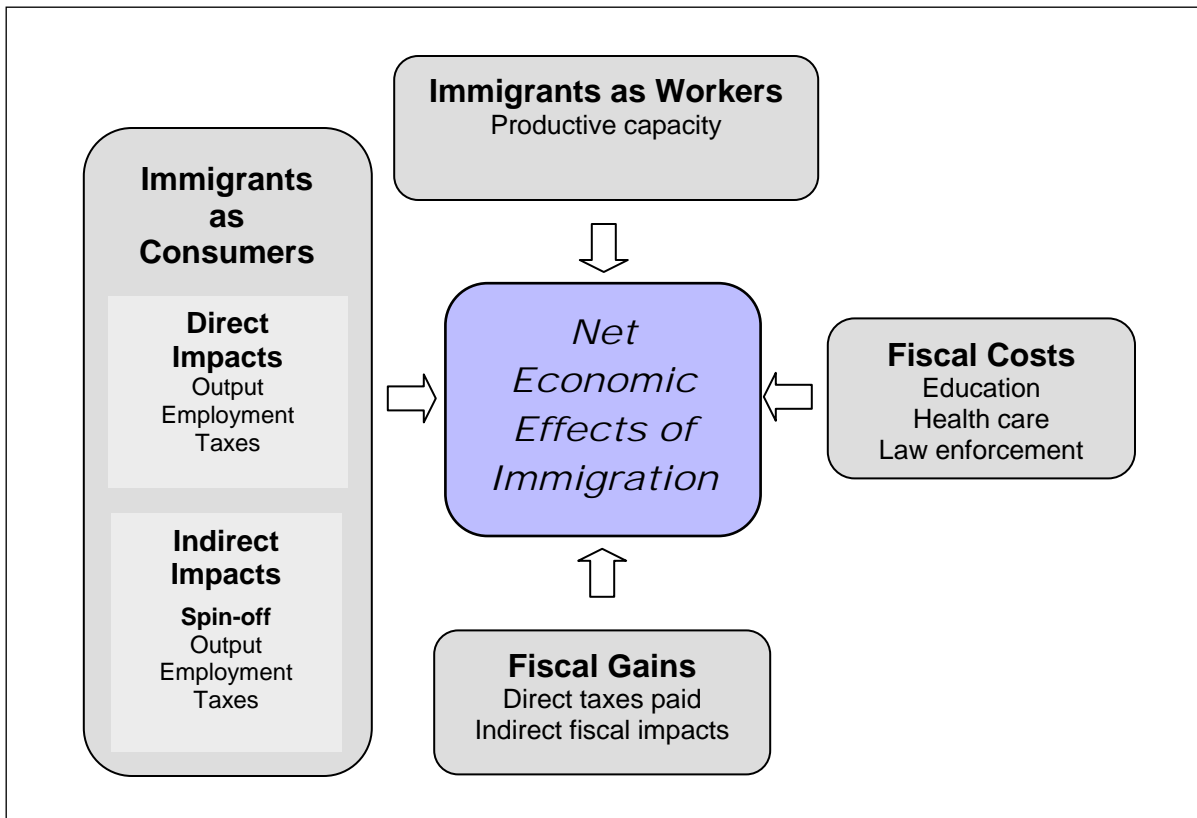 Immigrants as Workers
Productive capacity
Immigrants
as
Consumers
Direct
Impacts
Output
Employment
Taxes
Indirect
Impacts
Spin-off
Output
Employment
Taxes
Net
Economic
Effects of
Immigration
Fiscal Costs
Education
Health care
Law enforcement
Fiscal Gains
Direct taxes paid
Indirect fiscal impacts